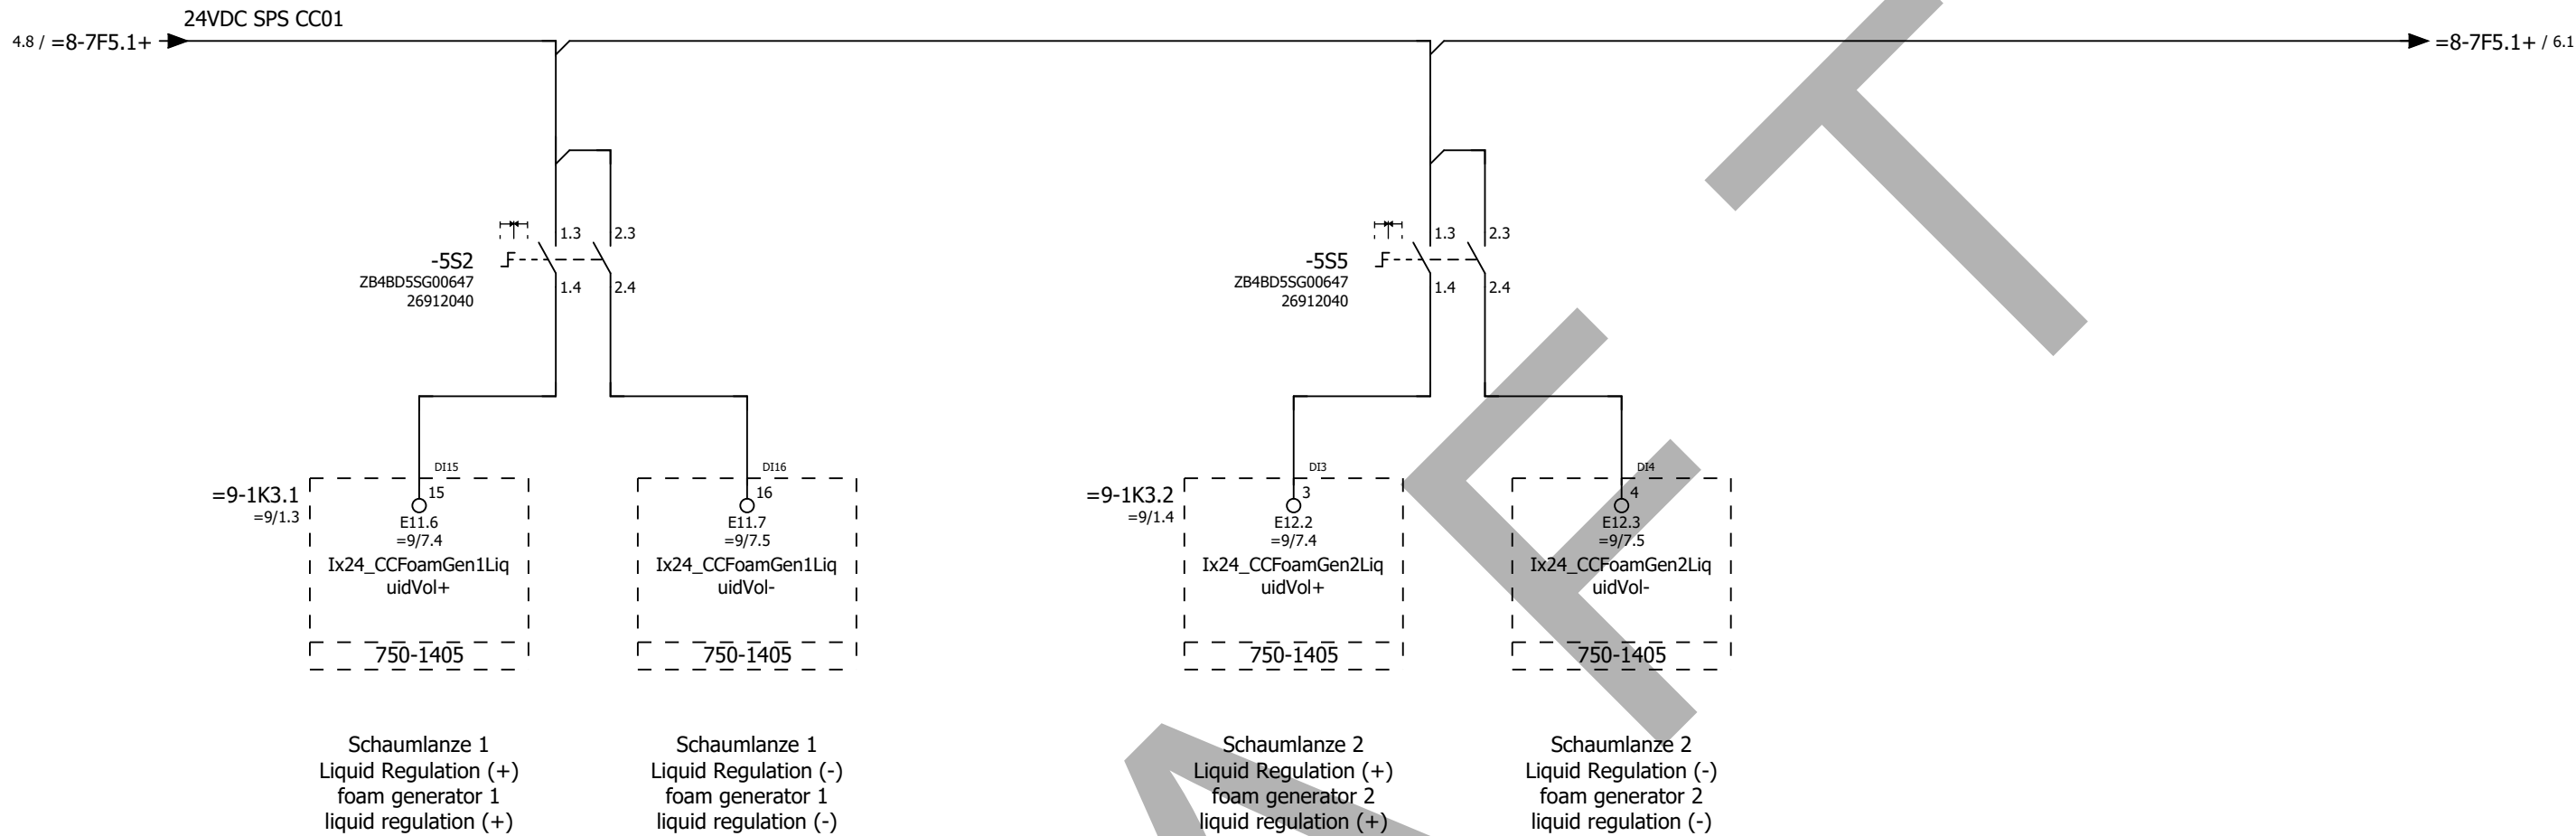 24VDC SPS CC01
4.8 / =8-7F5.1+
=8-7F5.1+ / 6.1
-5S2
ZB4BD5SG00647
26912040
1.3
2.3
1.4
2.4
-5S5
ZB4BD5SG00647
26912040
1.3
2.3
1.4
2.4
=9-1K3.1
=9/1.3
DI15
15
E11.6
=9/7.4
Ix24_CCFoamGen1Liq
uidVol+
750-1405
DI16
16
E11.7
=9/7.5
Ix24_CCFoamGen1Liq
uidVol-
750-1405
=9-1K3.2
=9/1.4
DI3
3
E12.2
=9/7.4
Ix24_CCFoamGen2Liq
uidVol+
750-1405
DI4
4
E12.3
=9/7.5
Ix24_CCFoamGen2Liq
uidVol-
750-1405
Schaumlanze 1
Liquid Regulation (+)
foam generator 1
liquid regulation (+)
Schaumlanze 1
Liquid Regulation (-)
foam generator 1
liquid regulation (-)
Schaumlanze 2
Liquid Regulation (+)
foam generator 2
liquid regulation (+)
Schaumlanze 2
Liquid Regulation (-)
foam generator 2
liquid regulation (-)